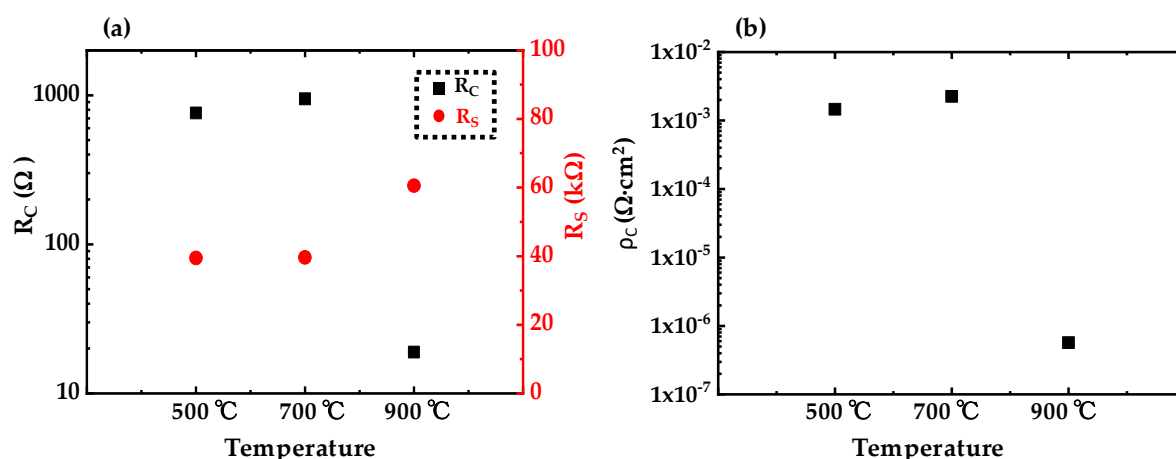 (a)
R_C (Ω)
1000
100
10
R_C
R_S
100
80
60
40
20
0
R_S (kΩ)
500 ℃ 700 ℃ 900 ℃
Temperature
(b)
ρ_C (Ω·cm²)
1x10⁻²
1x10⁻³
1x10⁻⁴
1x10⁻⁵
1x10⁻⁶
1x10⁻⁷
500 ℃ 700 ℃ 900 ℃
Temperature